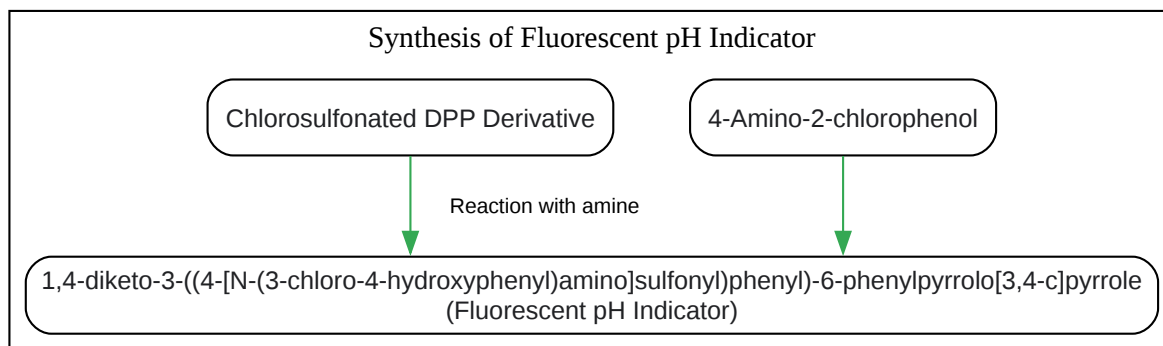 Synthesis of Fluorescent pH Indicator
Chlorosulfonated DPP Derivative
4-Amino-2-chlorophenol
Reaction with amine
1,4-diketo-3-((4-[N-(3-chloro-4-hydroxyphenyl)amino]sulfonyl)phenyl)-6-phenylpyrrolo[3,4-c]pyrrole
(Fluorescent pH Indicator)